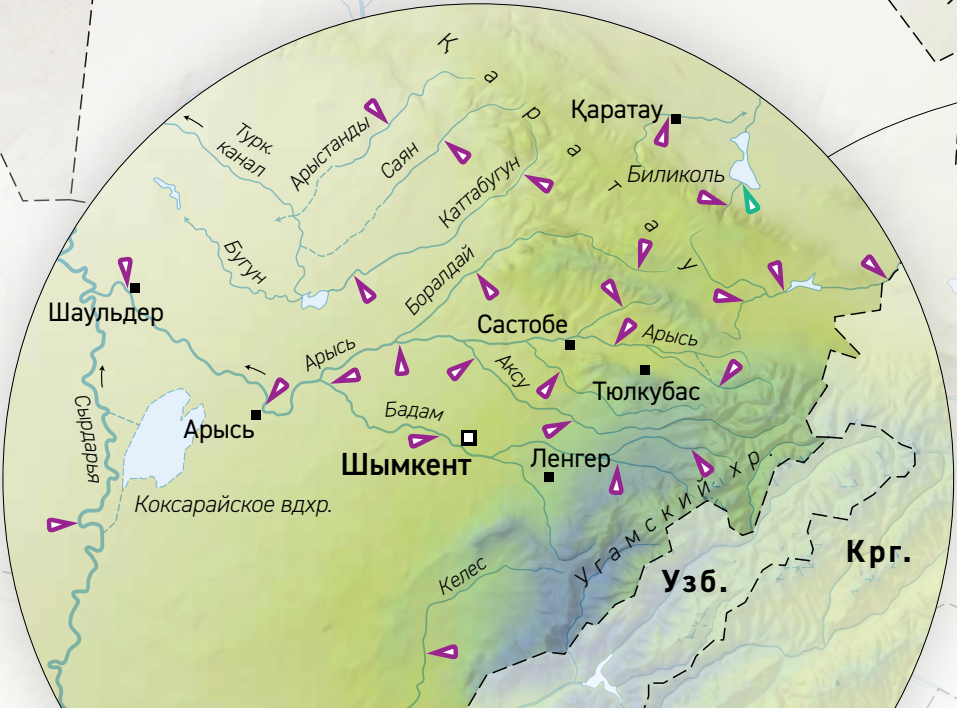 Қаратау
Қаратау
Турк.
канал
Арыстанды
Саян
Каттабугун
Биликоль
Бугун
Боралдай
Шаульдер
Састобе
Арысь
Арысь
Аксу
Тюлкубас
Сырдарья
Арысь
Бадам
Шымкент
Ленгер
Коксарайское вдхр.
Угамский хр.
Келес
Узб.
Крг.